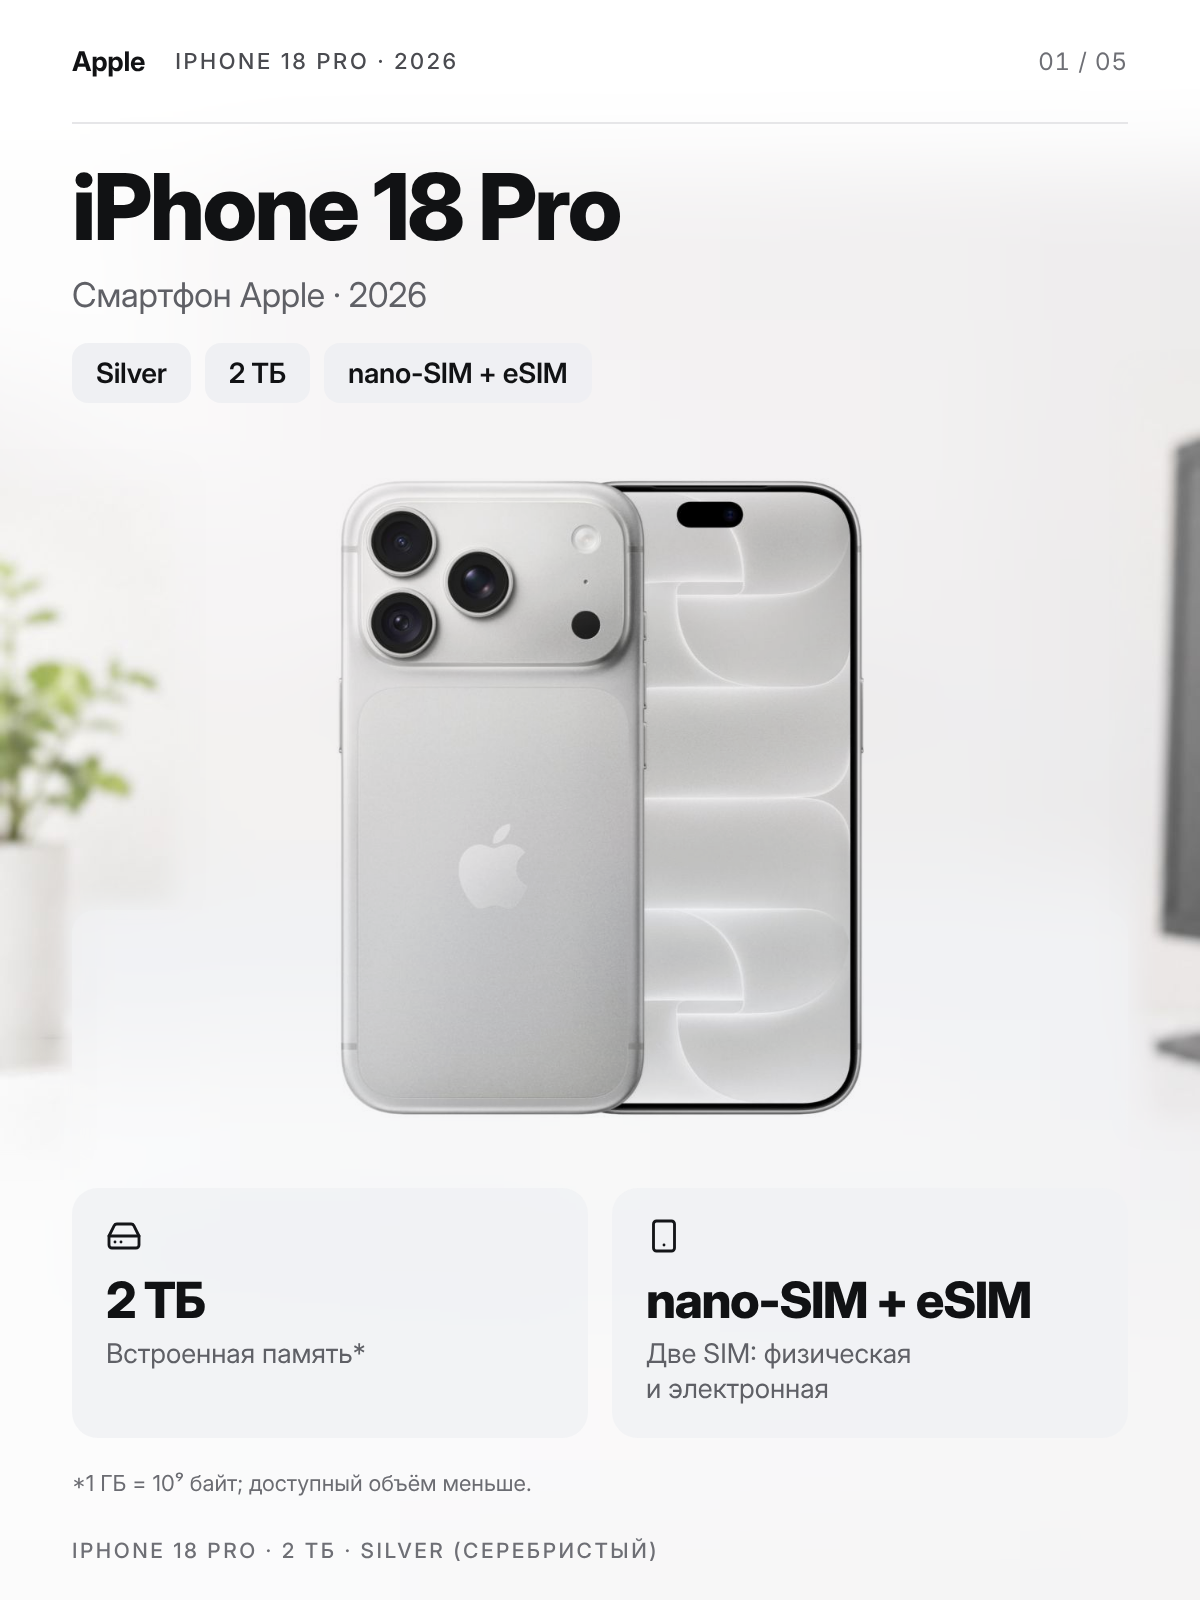 Apple IPHONE 18 PRO · 2026 01 / 05
iPhone 18 Pro
Смартфон Apple · 2026
Silver 2 ТБ nano-SIM + eSIM
2 ТБ
Встроенная память*
nano-SIM + eSIM
Две SIM: физическая
и электронная
*1 ГБ = 10⁹ байт; доступный объём меньше.
IPHONE 18 PRO · 2 ТБ · SILVER (СЕРЕБРИСТЫЙ)